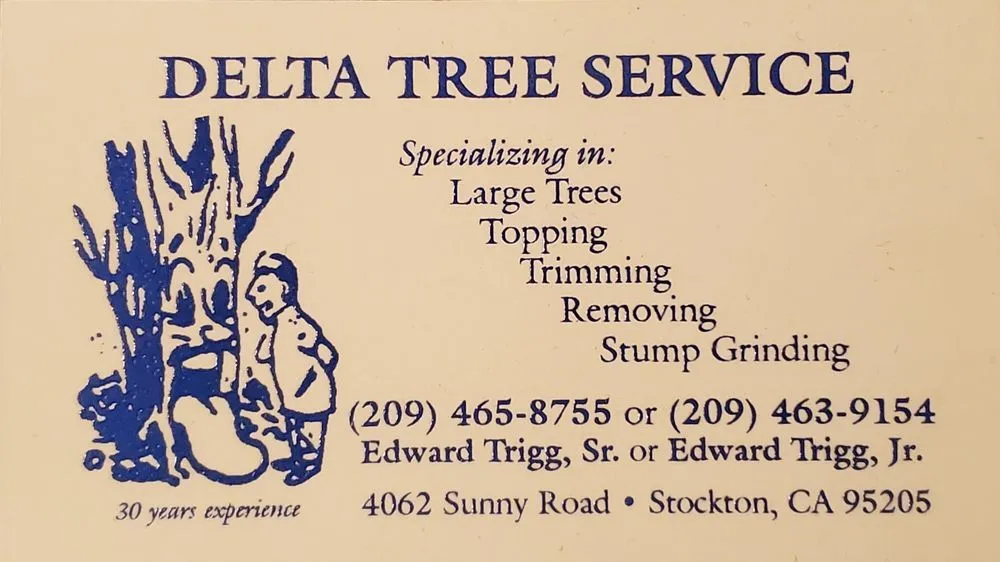 DELTA TREE SERVICE
Specializing in:
Large Trees
Topping
Trimming
Removing
Stump Grinding
(209) 465-8755 or (209) 463-9154
Edward Trigg, Sr. or Edward Trigg, Jr.
30 years experience
4062 Sunny Road • Stockton, CA 95205